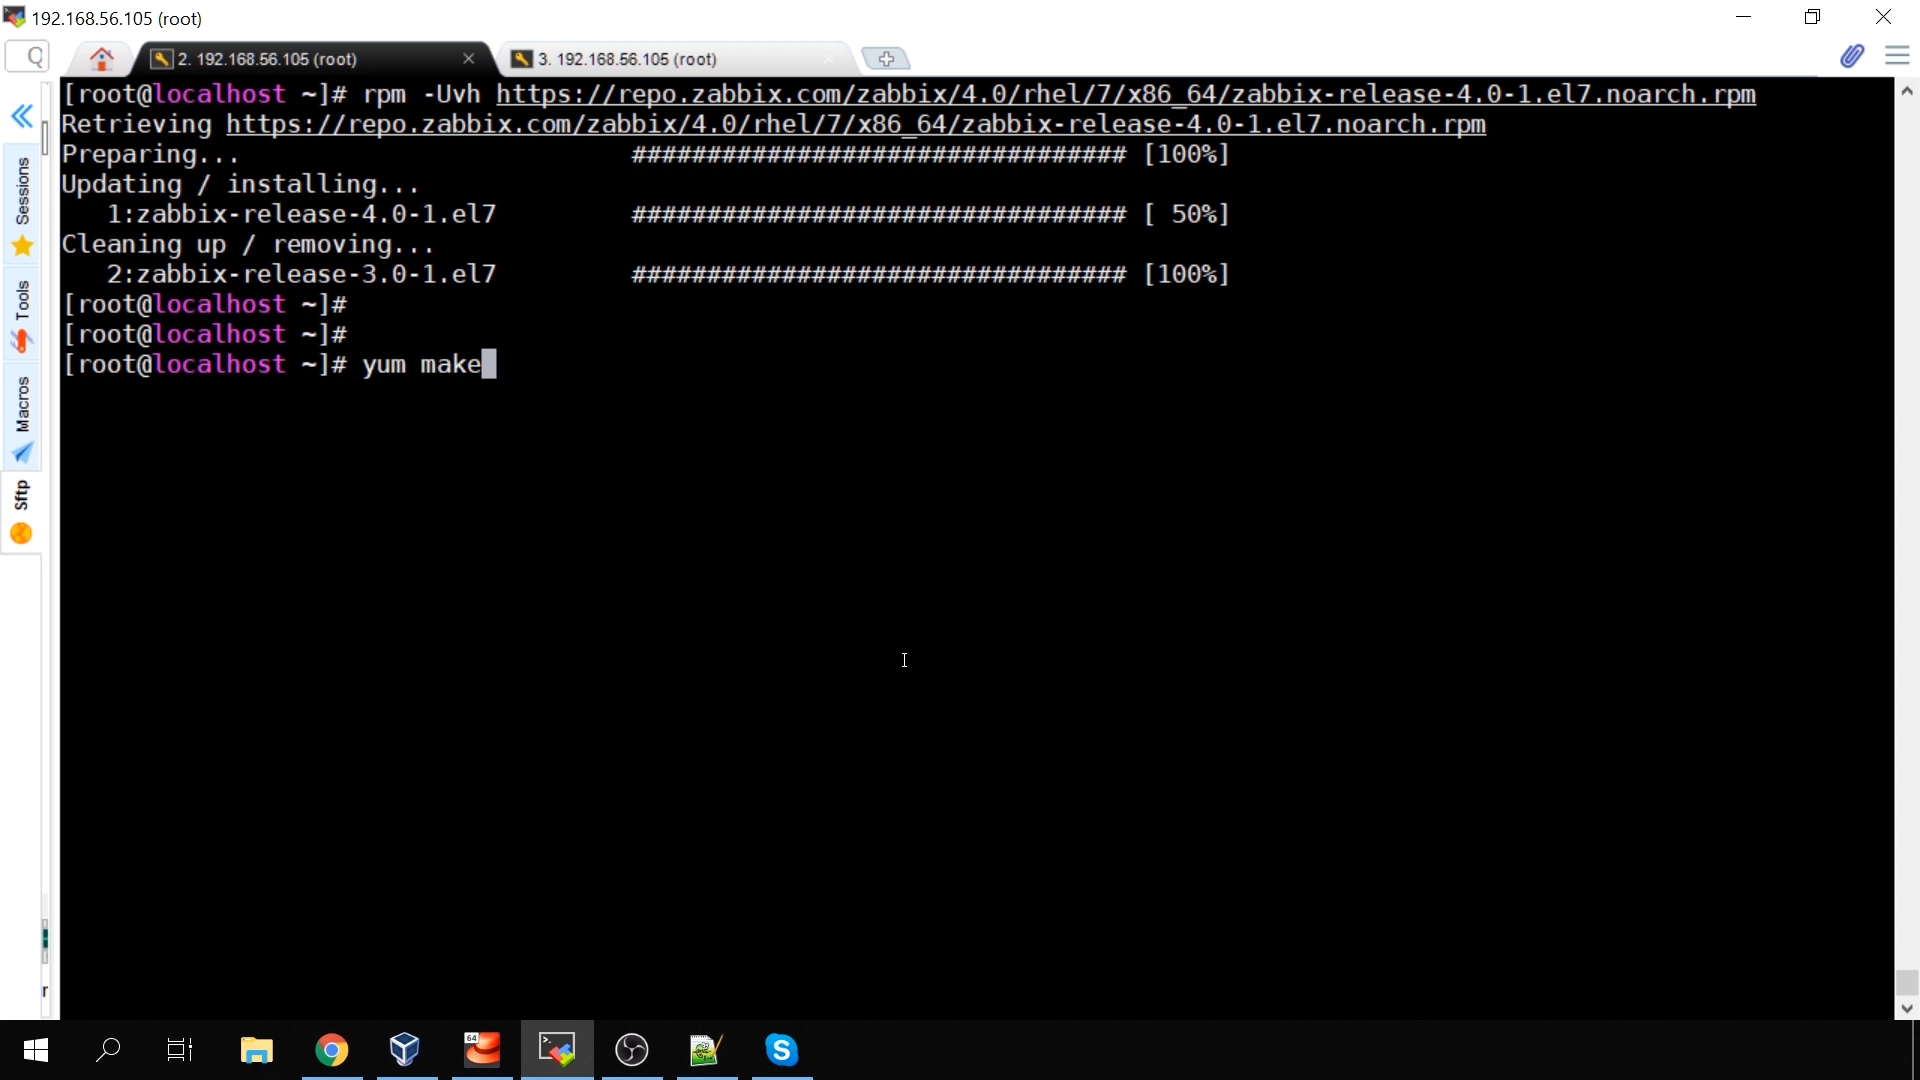 192.168.56.105 (root)
2. 192.168.56.105 (root)
3. 192.168.56.105 (root)
[root@localhost ~]# rpm -Uvh https://repo.zabbix.com/zabbix/4.0/rhel/7/x86_64/zabbix-release-4.0-1.el7.noarch.rpm
Retrieving https://repo.zabbix.com/zabbix/4.0/rhel/7/x86_64/zabbix-release-4.0-1.el7.noarch.rpm
Preparing... ################################# [100%]
Updating / installing...
1:zabbix-release-4.0-1.el7 ################################# [ 50%]
Cleaning up / removing...
2:zabbix-release-3.0-1.el7 ################################# [100%]
[root@localhost ~]#
[root@localhost ~]#
[root@localhost ~]# yum make
Sessions
Tools
Macros
Sftp
r
64
S